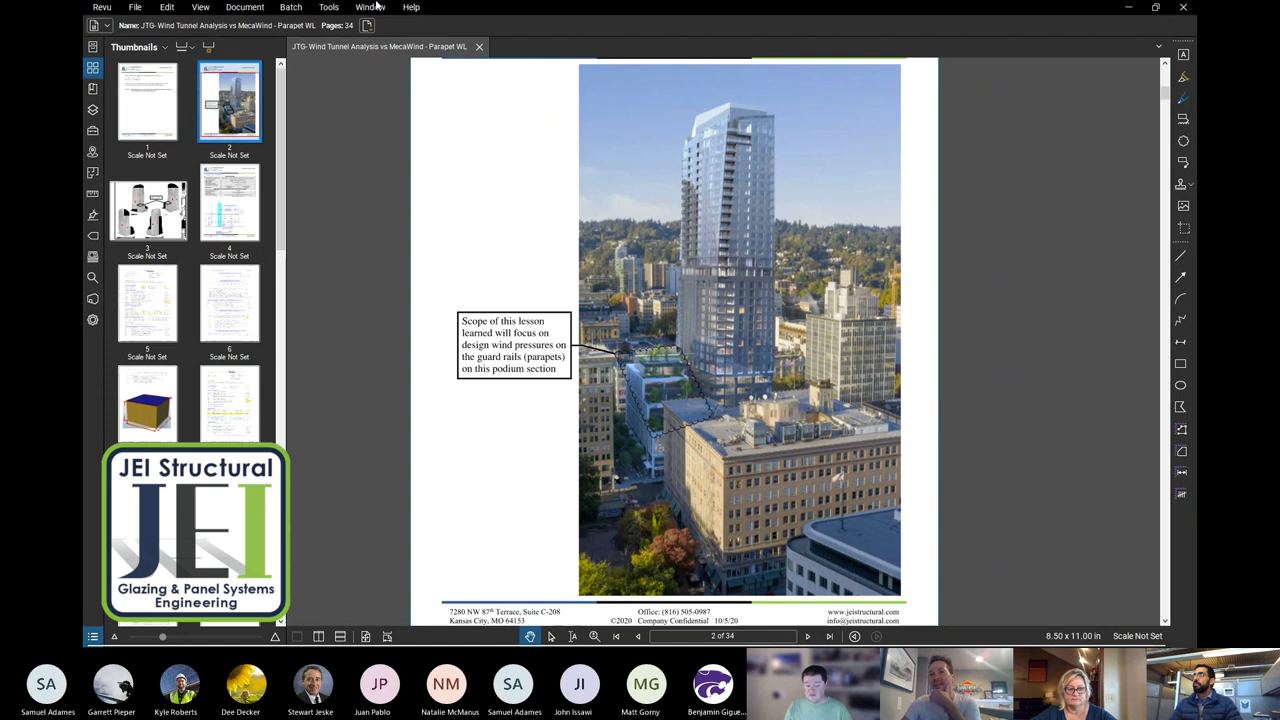 Revu File Edit View Document Batch Tools Window Help
Name: JTG- Wind Tunnel Analysis vs MecaWind - Parapet WL Pages: 34
Thumbnails
JTG- Wind Tunnel Analysis vs MecaWind - Parapet WL
1
Scale Not Set
2
Scale Not Set
3
Scale Not Set
4
Scale Not Set
5
Scale Not Set
6
Scale Not Set
Scope of this lesson
learned will focus on
design wind pressures on
the guard rails (parapets)
on this podium section
JEI Structural
JEI
Glazing & Panel Systems
Engineering
7280 NW 87th Terrace, Suite C-208 Office: (816) 505-0987 www.jeistructural.com
Kansas City, MO 64153 ©2020 Company Confidential 10/5/20 info@jeistructural.com
2 of 34 8.50 x 11.00 in Scale Not Set
SA JP NM SA JI MG
Samuel Adames Garrett Pieper Kyle Roberts Dee Decker Stewart Jeske Juan Pablo Natalie McManus Samuel Adames John Issawi Matt Gorny Benjamin Gigue...